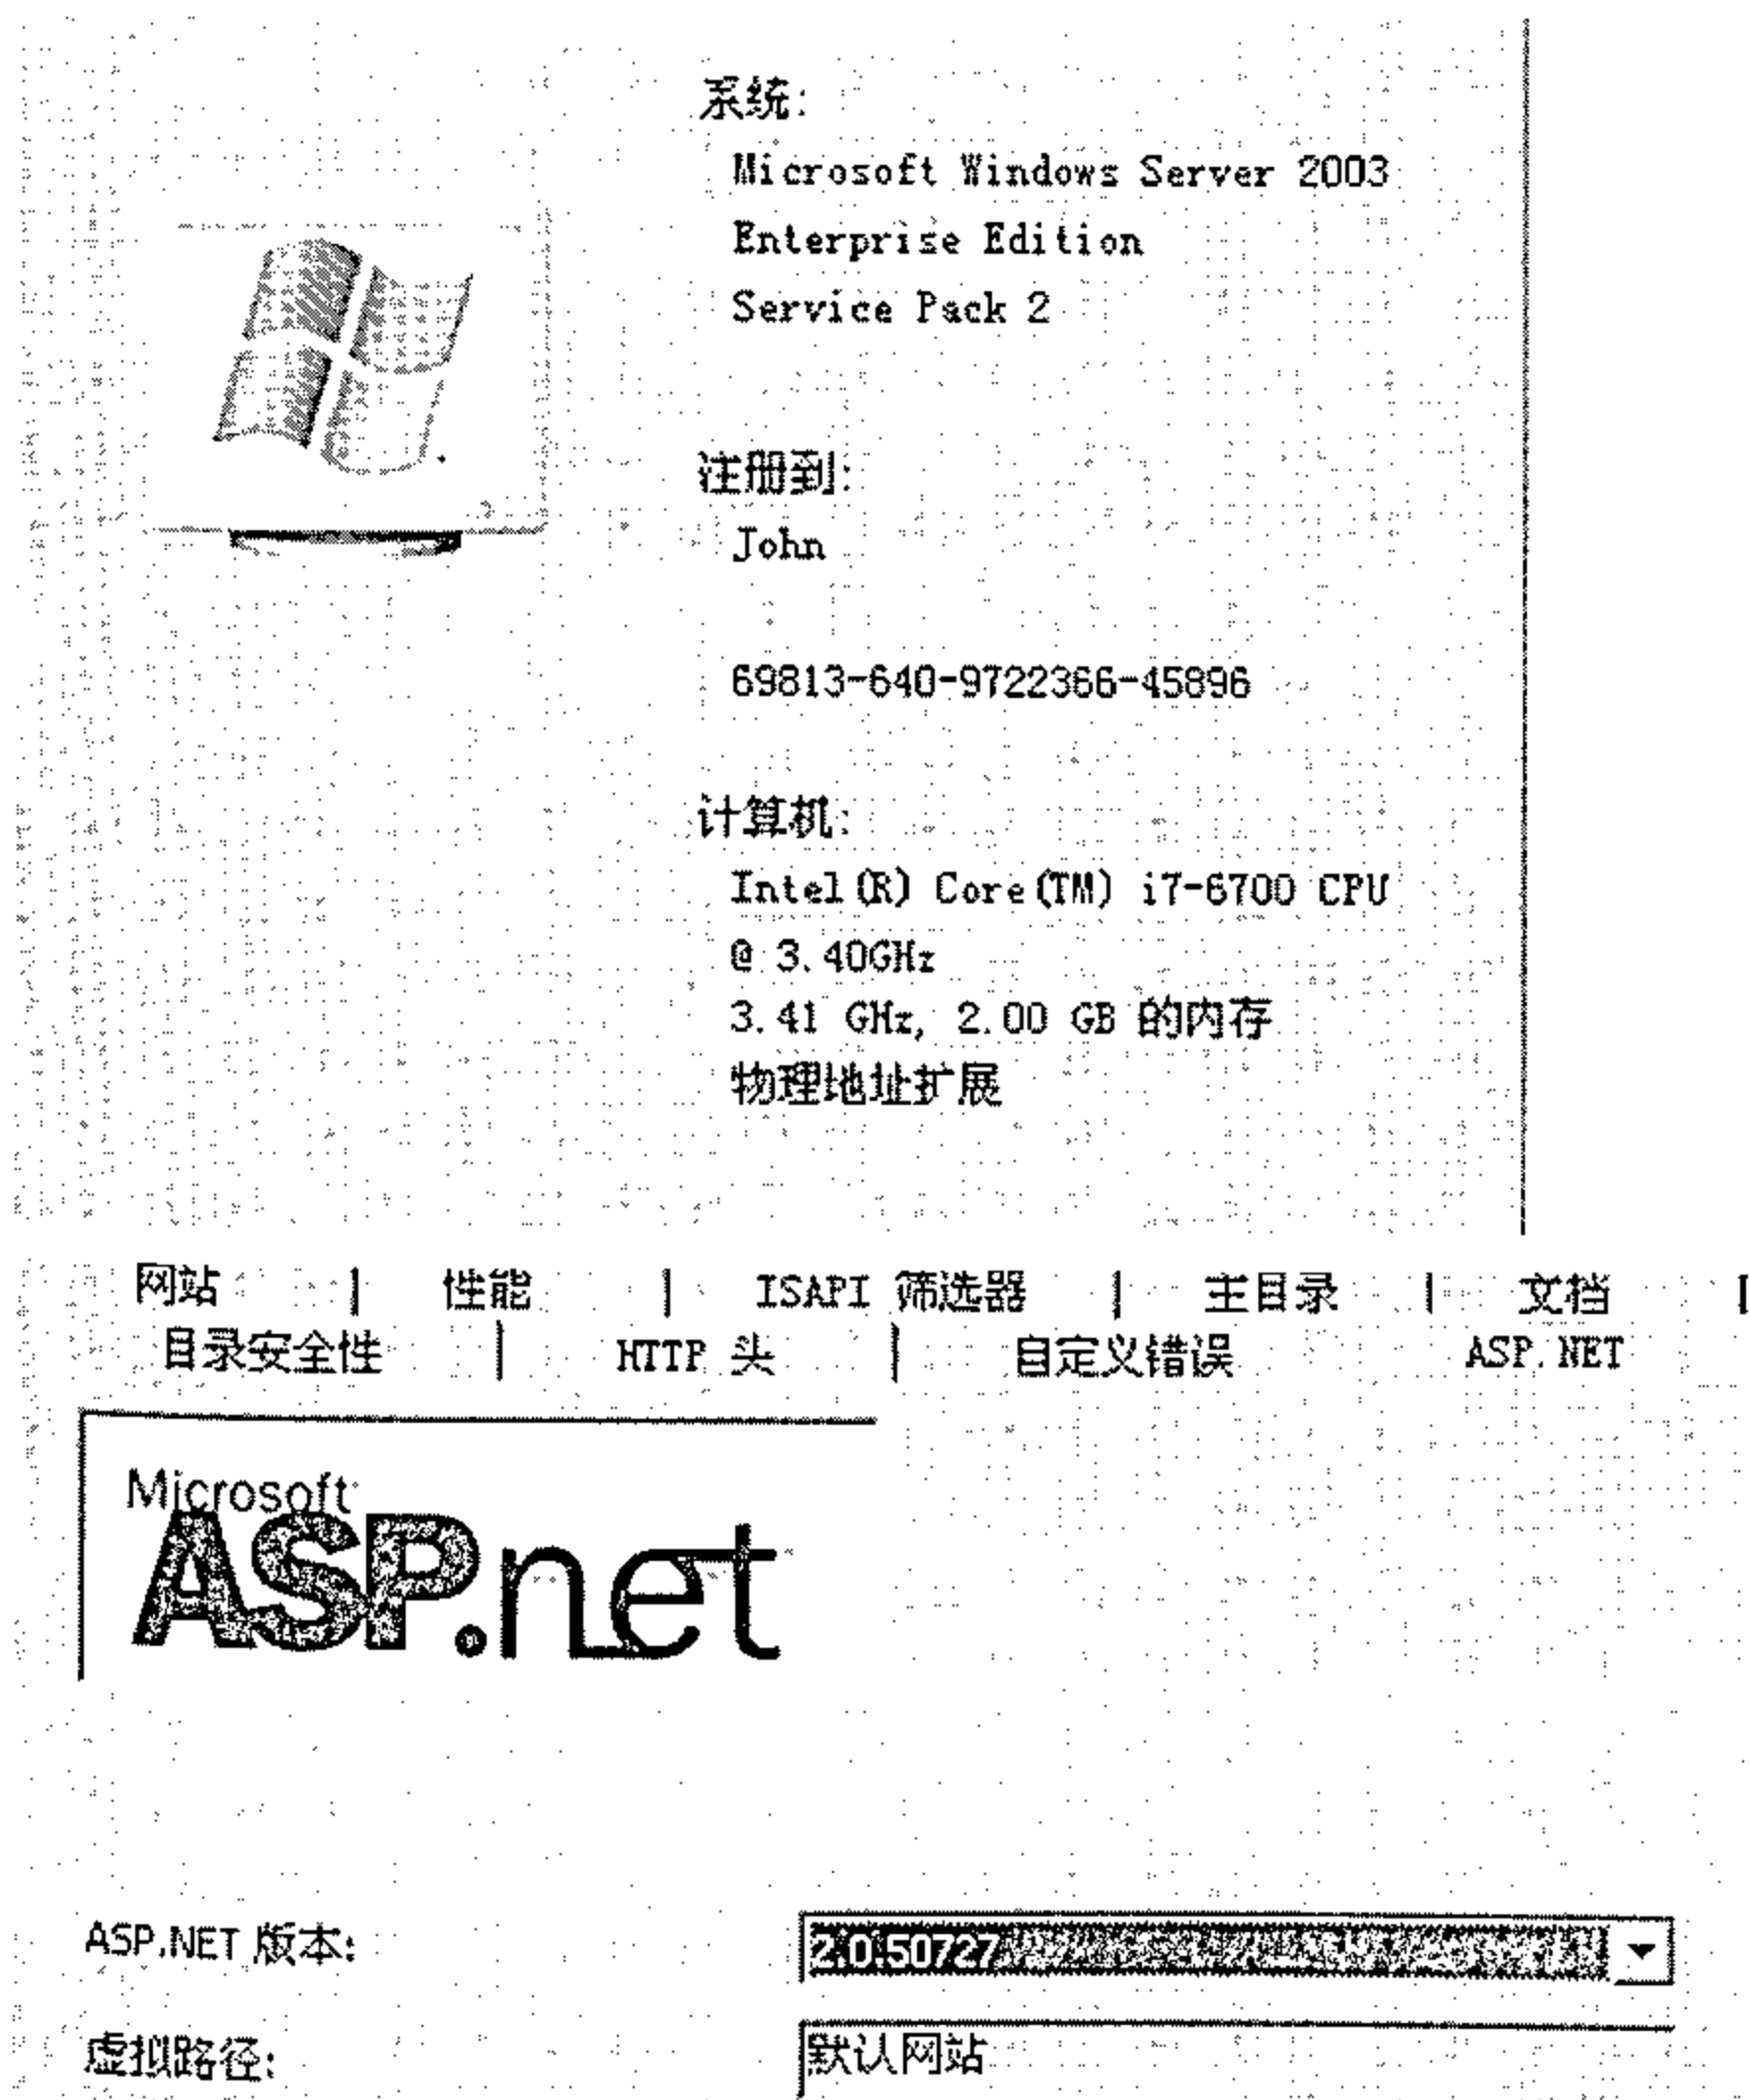 系统:
Microsoft Windows Server 2003
Enterprise Edition
Service Pack 2
注册到:
John
69813-640-9722366-45896
计算机:
Intel(R) Core(TM) i7-6700 CPU
@ 3.40GHz
3.41 GHz, 2.00 GB 的内存
物理地址扩展
网站 | 性能 | ISAPI 筛选器 | 主目录 | 文档
目录安全性 | HTTP 头 | 自定义错误 ASP.NET
Microsoft
ASP.net
ASP.NET 版本: 2.0.50727
虚拟路径: 默认网站